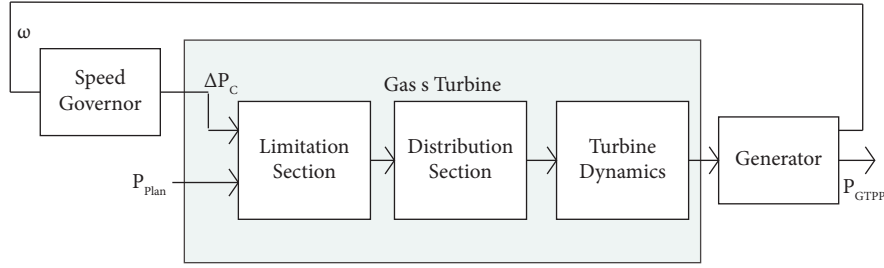 ω
Speed
Governor
ΔP_C
Gas s Turbine
Limitation
Section
Distribution
Section
Turbine
Dynamics
Generator
P_Plan
P_GTPP